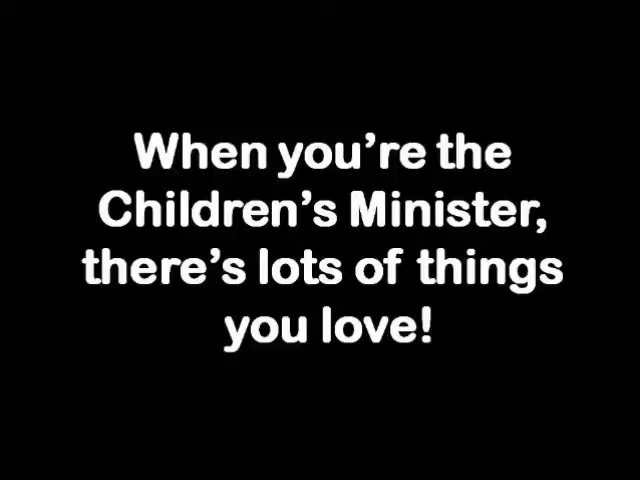 When you’re the
Children’s Minister,
there’s lots of things
you love!